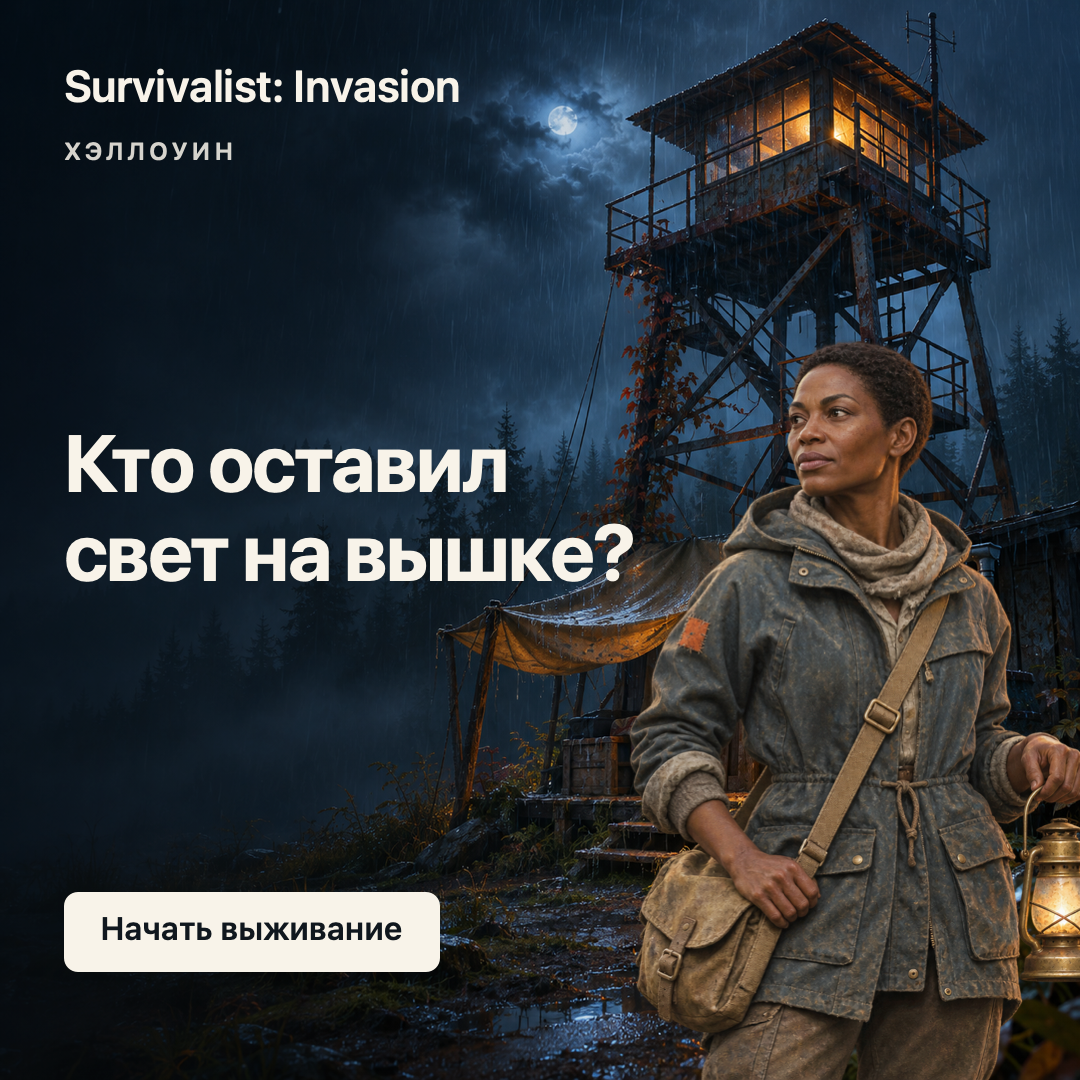 Survivalist: Invasion
ХЭЛЛОУИН
Кто оставил
свет на вышке?
Начать выживание